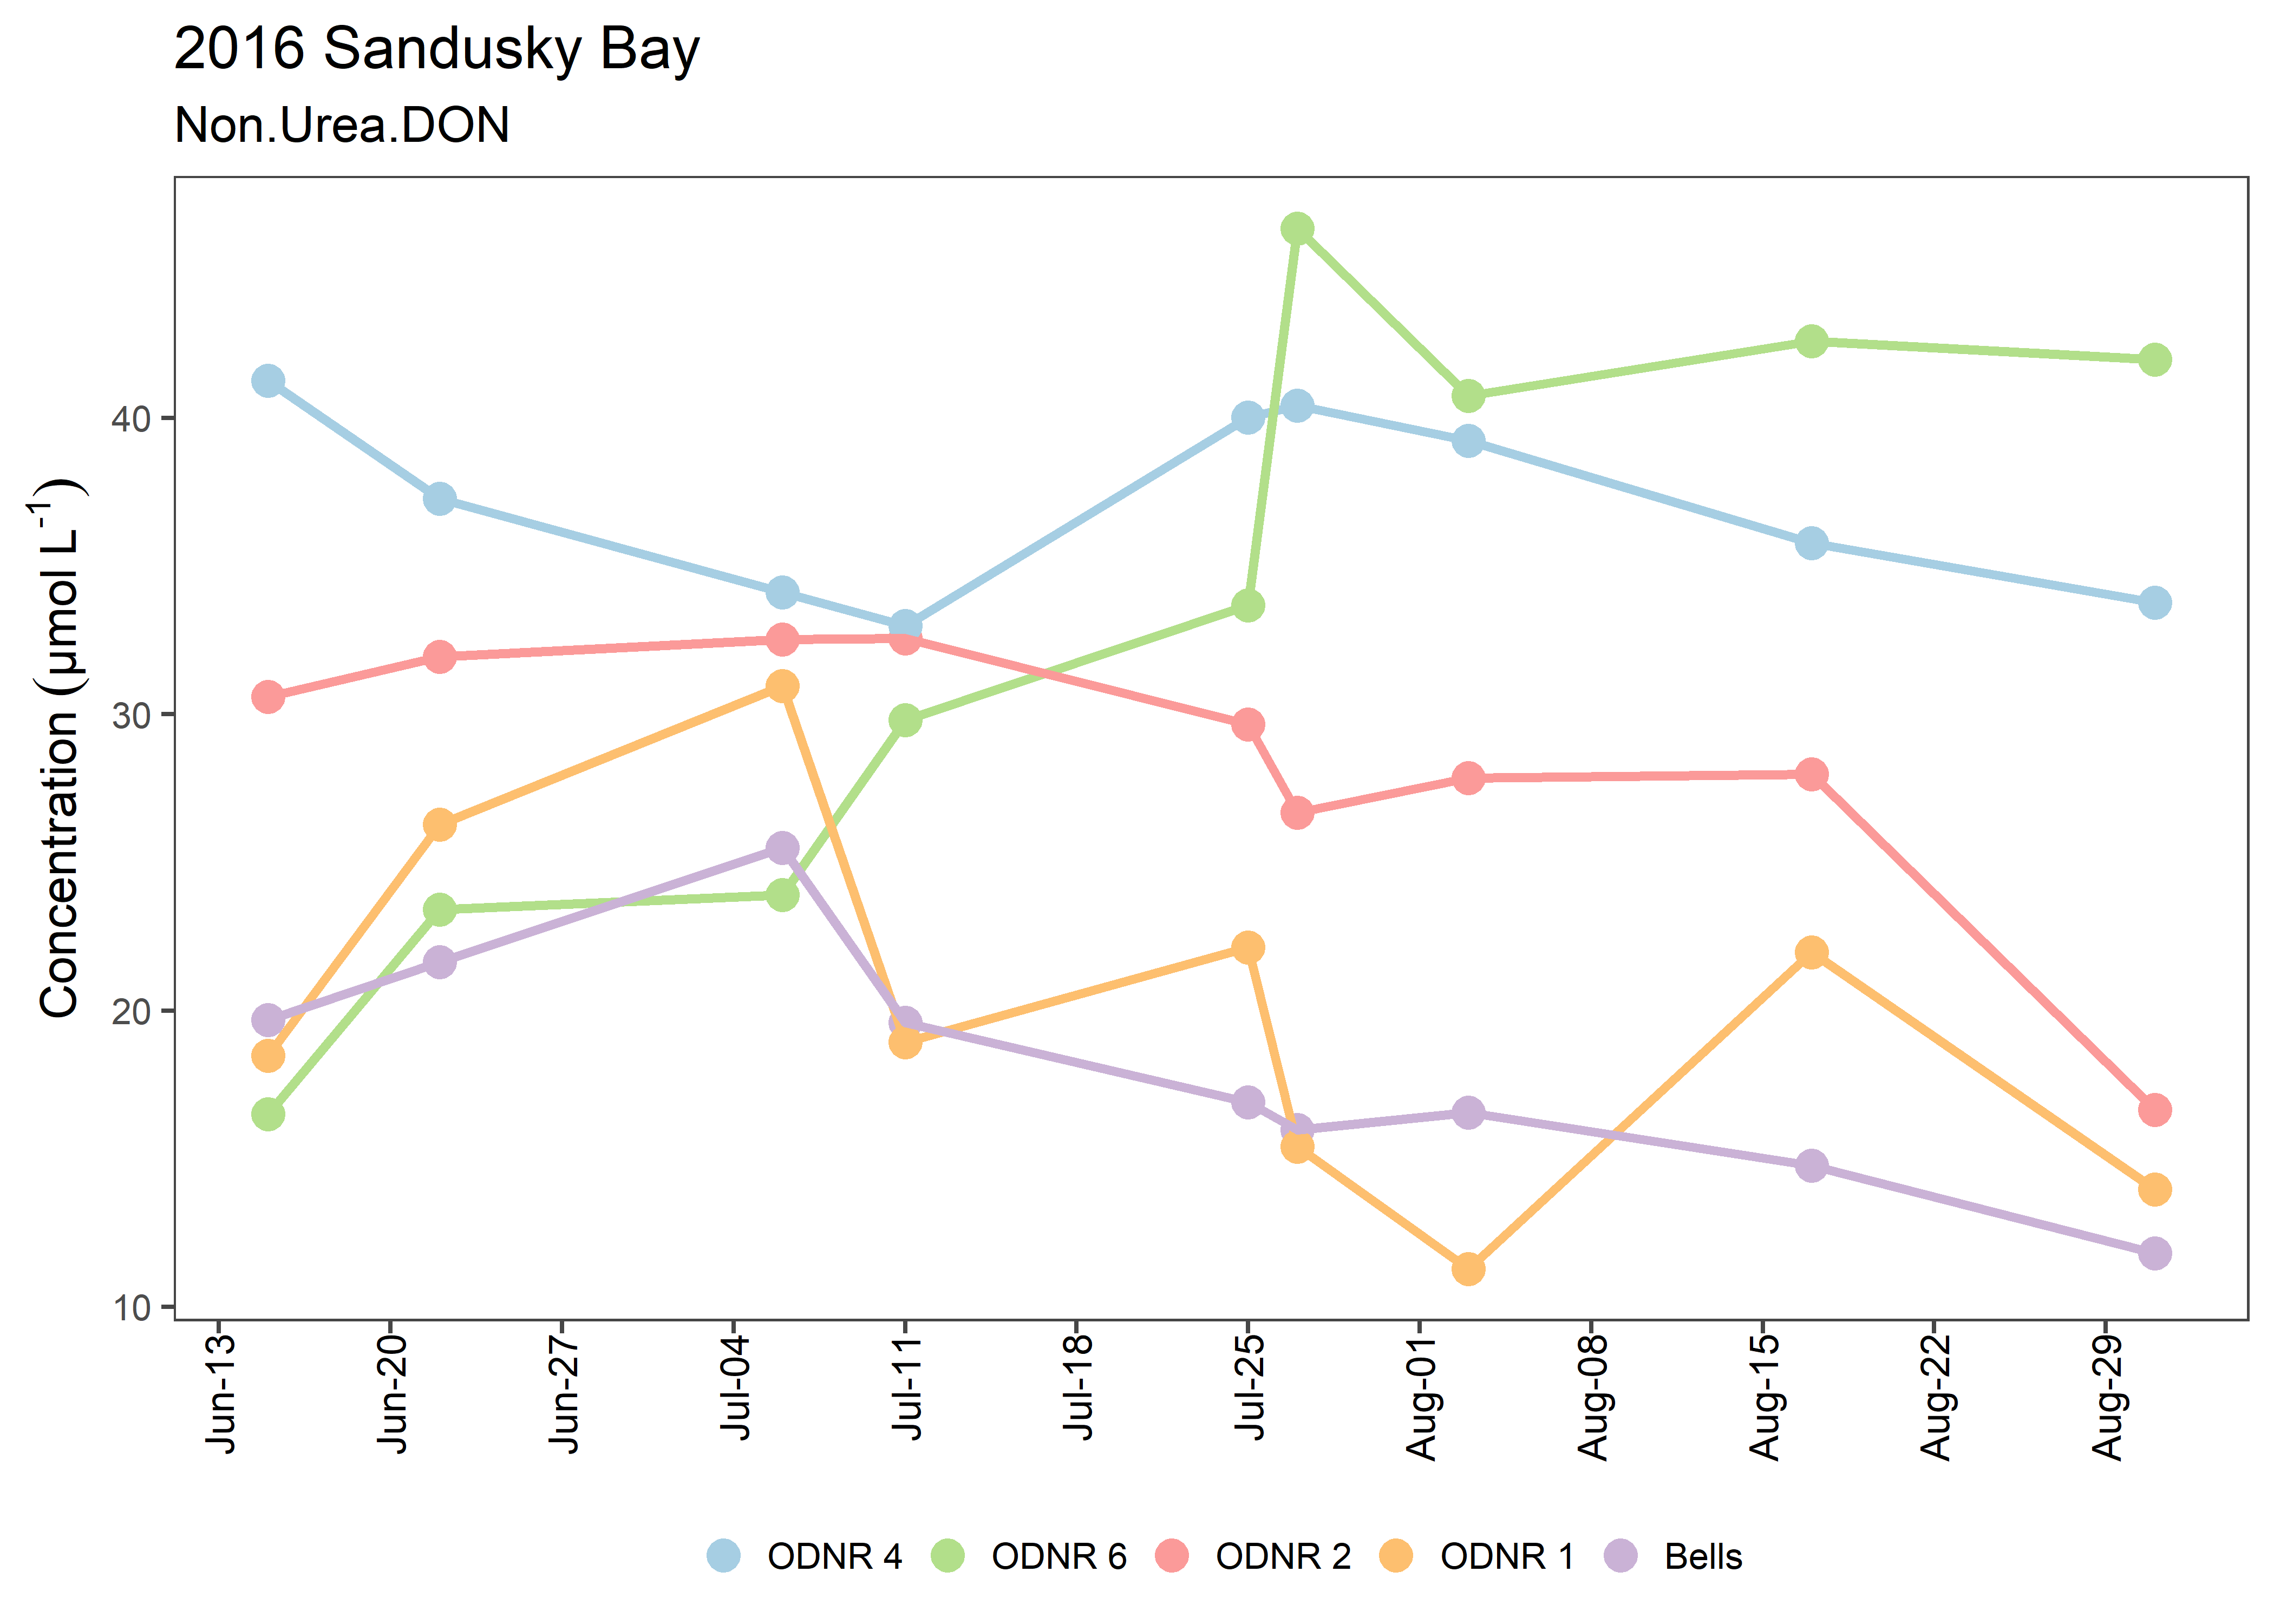 2016 Sandusky Bay
Non.Urea.DON
Concentration (µmol L⁻¹)
40
30
20
10
Jun-13
Jun-20
Jun-27
Jul-04
Jul-11
Jul-18
Jul-25
Aug-01
Aug-08
Aug-15
Aug-22
Aug-29
ODNR 4 ODNR 6 ODNR 2 ODNR 1 Bells